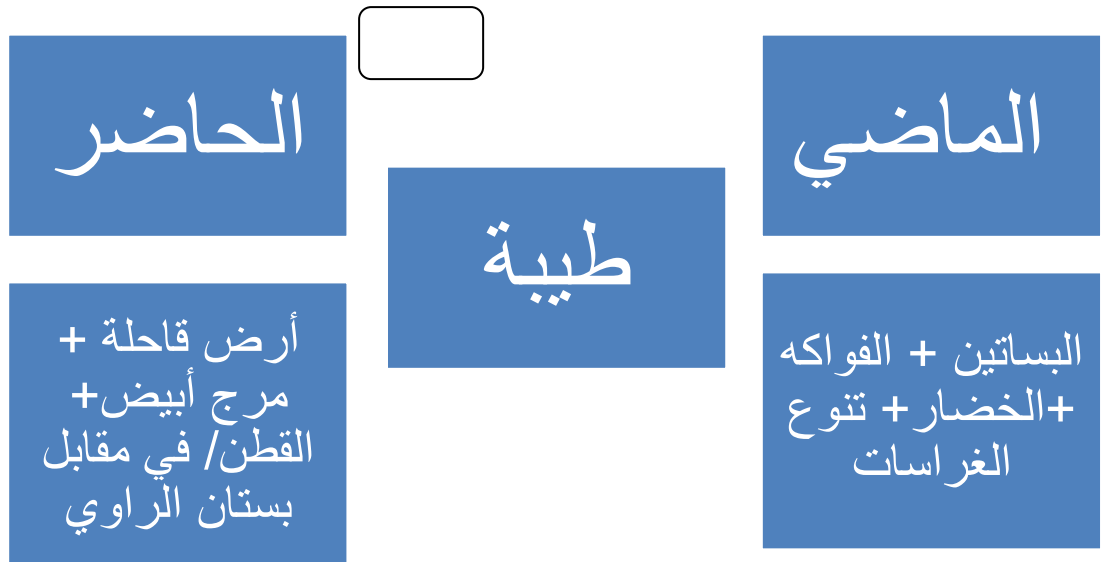 الماضي
الحاضر
طيبة
البساتين + الفواكه
+الخضار+ تنوع
الغراسات
أرض قاحلة +
مرج أبيض+
القطن/ في مقابل
بستان الراوي